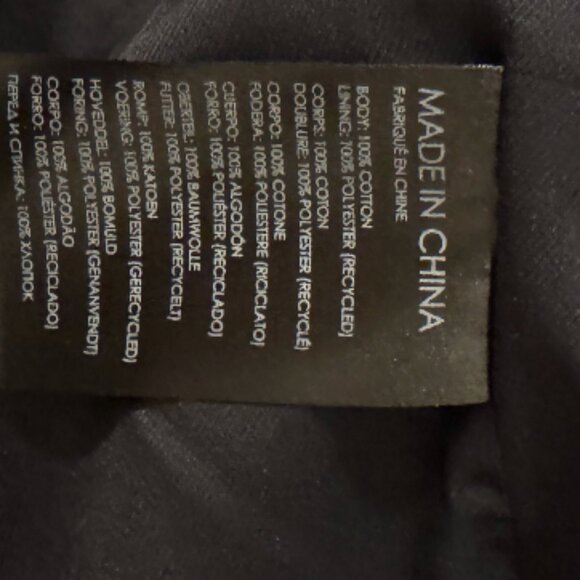 MADE IN CHINA
FABRIQUÉ EN CHINE
BODY: 100% COTTON
LINING: 100% POLYESTER (RECYCLED)
CORPS: 100% COTON
DOUBLURE: 100% POLYESTER (RECYCLÉ)
CORPO: 100% COTONE
FODERA: 100% POLIESTERE (RICICLATO)
CUERPO: 100% ALGODÓN
FORRO: 100% POLIÉSTER (RECICLADO)
OBERTEIL: 100% BAUMWOLLE
FUTTER: 100% POLYESTER (RECYCELT)
ROMP: 100% KATOEN
VOERING: 100% POLYESTER (GERECYCLED)
HOVEDDEL: 100% BOMULD
FORING: 100% POLYESTER (GENANVENDT)
CORPO: 100% ALGODÃO
FORRO: 100% POLIÉSTER (RECICLADO)
ПЕРЕД И СПИНКА: 100% ХЛОПОК